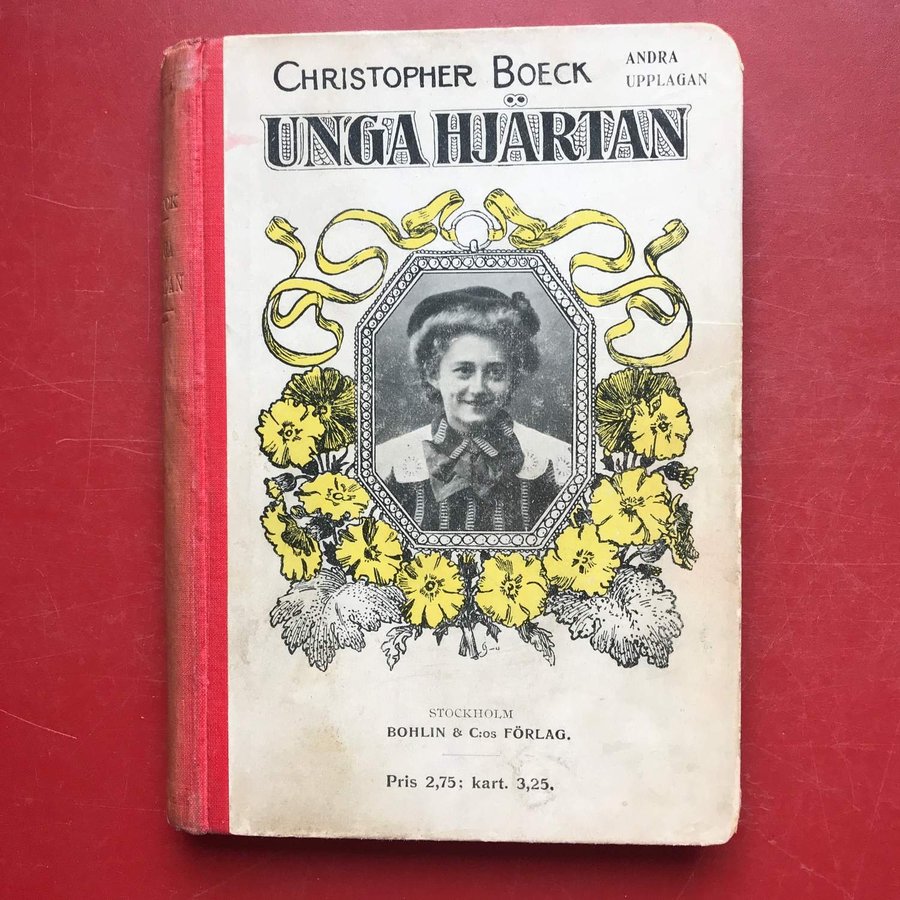 CHRISTOPHER BOECK
ANDRA
UPPLAGAN
UNGA HJÄRTAN
STOCKHOLM
BOHLIN & C:os FÖRLAG.
Pris 2,75; kart. 3,25.